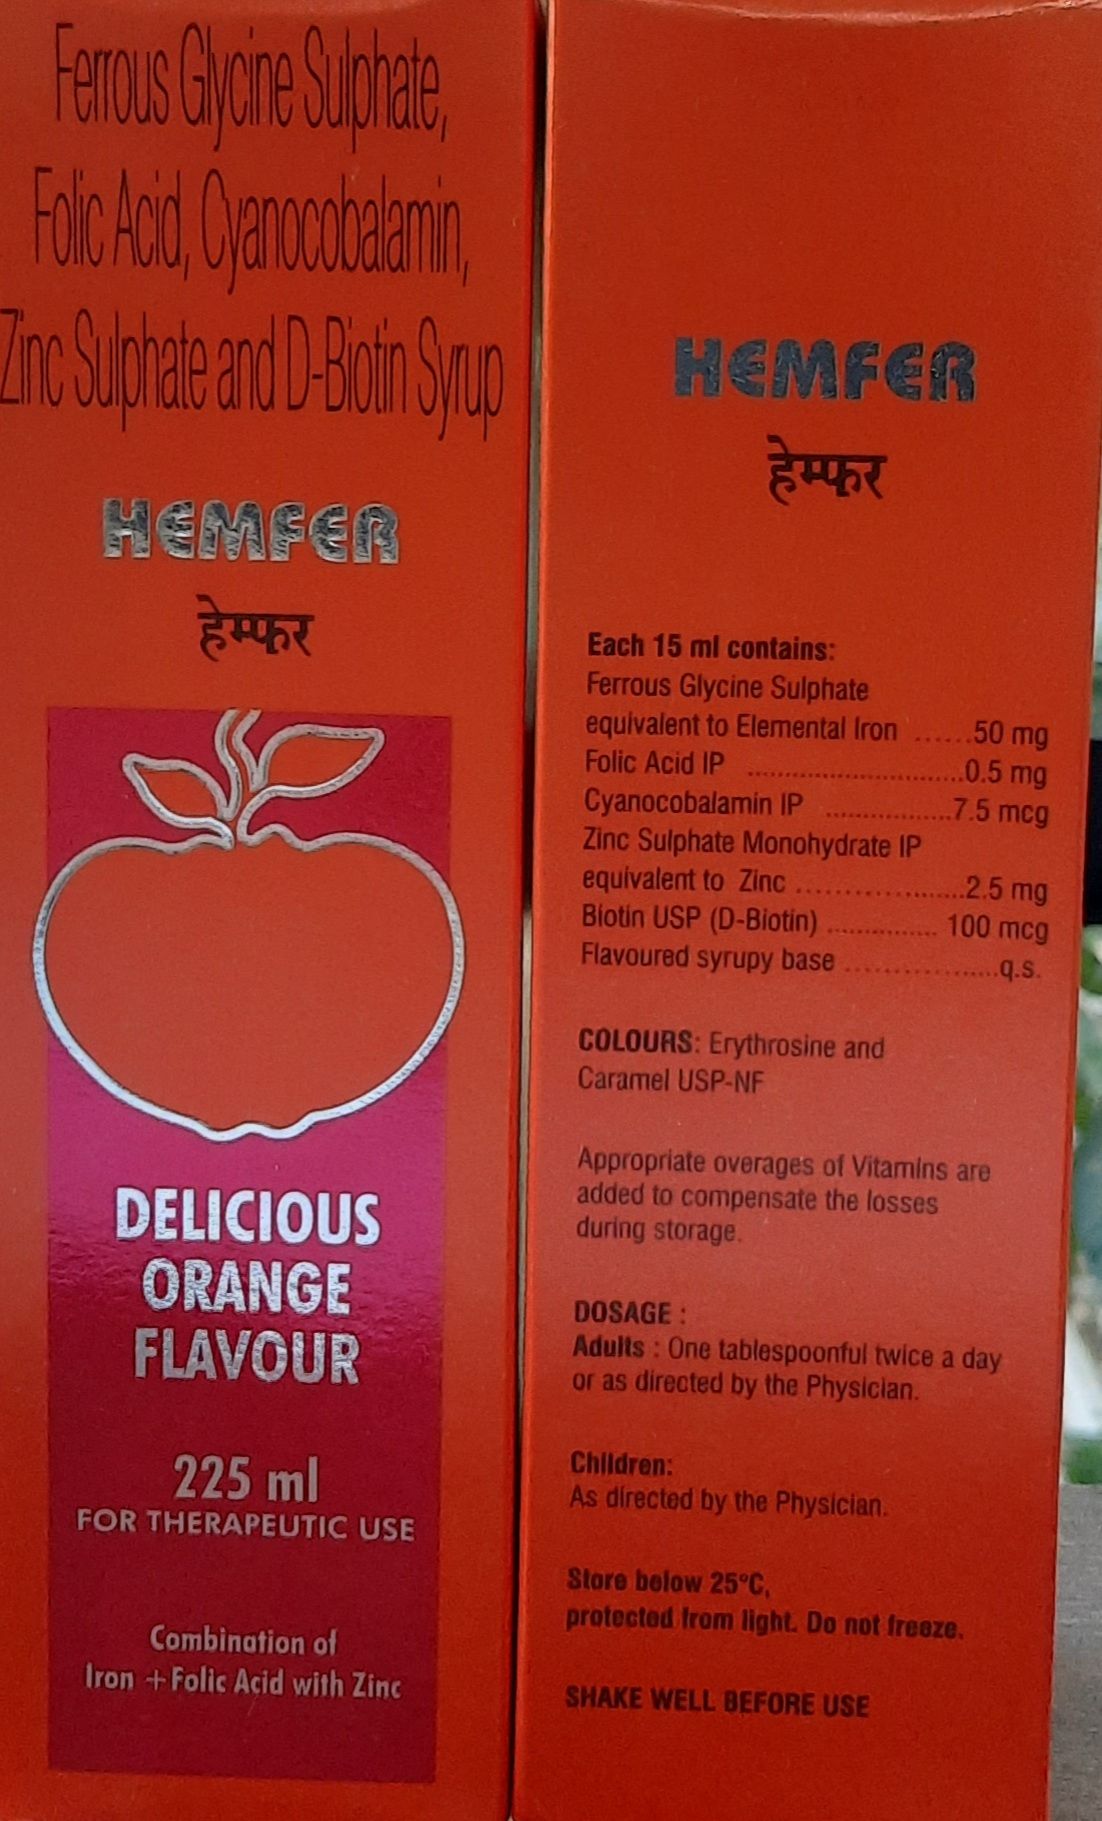 Ferrous Glycine Sulphate,
Folic Acid, Cyanocobalamin,
Zinc Sulphate and D-Biotin Syrup
HEMFER
हेम्फर
DELICIOUS
ORANGE
FLAVOUR
225 ml
FOR THERAPEUTIC USE
Combination of
Iron + Folic Acid with Zinc
HEMFER
हेम्फर
Each 15 ml contains:
Ferrous Glycine Sulphate
equivalent to Elemental Iron ......50 mg
Folic Acid IP ..............................0.5 mg
Cyanocobalamin IP ..................7.5 mcg
Zinc Sulphate Monohydrate IP
equivalent to Zinc .....................2.5 mg
Biotin USP (D-Biotin) ............... 100 mcg
Flavoured syrupy base ...................q.s.
COLOURS: Erythrosine and
Caramel USP-NF
Appropriate overages of Vitamins are
added to compensate the losses
during storage.
DOSAGE :
Adults : One tablespoonful twice a day
or as directed by the Physician.
Children:
As directed by the Physician.
Store below 25°C,
protected from light. Do not freeze.
SHAKE WELL BEFORE USE